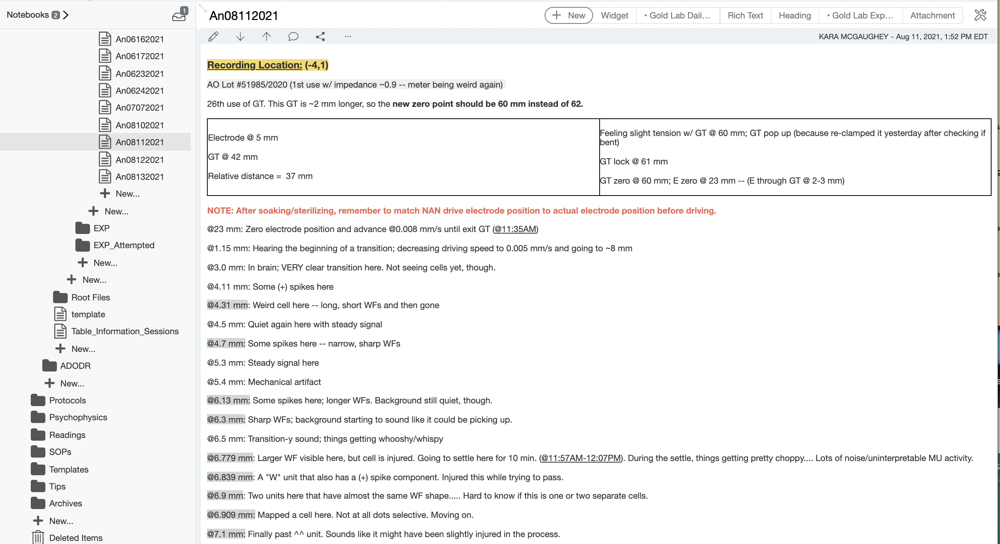 Notebooks 2
1
An06162021
An06172021
An06232021
An06242021
An07072021
An08102021
An08112021
An08122021
An08132021
New...
New...
EXP
EXP_Attempted
New...
New...
Root Files
template
Table_Information_Sessions
New...
ADODR
New...
Protocols
Psychophysics
Readings
SOPs
Templates
Tips
Archives
New...
Deleted Items
An08112021
New
Widget
• Gold Lab Dail...
Rich Text
Heading
• Gold Lab Exp...
Attachment
KARA MCGAUGHEY - Aug 11, 2021, 1:52 PM EDT
Recording Location: (-4,1)
AO Lot #51985/2020 (1st use w/ impedance ~0.9 -- meter being weird again)
26th use of GT. This GT is ~2 mm longer, so the new zero point should be 60 mm instead of 62.
Electrode @ 5 mm
GT @ 42 mm
Relative distance = 37 mm
Feeling slight tension w/ GT @ 60 mm; GT pop up (because re-clamped it yesterday after checking if
bent)
GT lock @ 61 mm
GT zero @ 60 mm; E zero @ 23 mm -- (E through GT @ 2-3 mm)
NOTE: After soaking/sterilizing, remember to match NAN drive electrode position to actual electrode position before driving.
@23 mm: Zero electrode position and advance @0.008 mm/s until exit GT (@11:35AM)
@1.15 mm: Hearing the beginning of a transition; decreasing driving speed to 0.005 mm/s and going to ~8 mm
@3.0 mm: In brain; VERY clear transition here. Not seeing cells yet, though.
@4.11 mm: Some (+) spikes here
@4.31 mm: Weird cell here -- long, short WFs and then gone
@4.5 mm: Quiet again here with steady signal
@4.7 mm: Some spikes here -- narrow, sharp WFs
@5.3 mm: Steady signal here
@5.4 mm: Mechanical artifact
@6.13 mm: Some spikes here; longer WFs. Background still quiet, though.
@6.3 mm: Sharp WFs; background starting to sound like it could be picking up.
@6.5 mm: Transition-y sound; things getting whooshy/whispy
@6.779 mm: Larger WF visible here, but cell is injured. Going to settle here for 10 min. (@11:57AM-12:07PM). During the settle, things getting pretty choppy.... Lots of noise/uninterpretable MU activity.
@6.839 mm: A "W" unit that also has a (+) spike component. Injured this while trying to pass.
@6.9 mm: Two units here that have almost the same WF shape..... Hard to know if this is one or two separate cells.
@6.909 mm: Mapped a cell here. Not at all dots selective. Moving on.
@7.1 mm: Finally past ^^ unit. Sounds like it might have been slightly injured in the process.